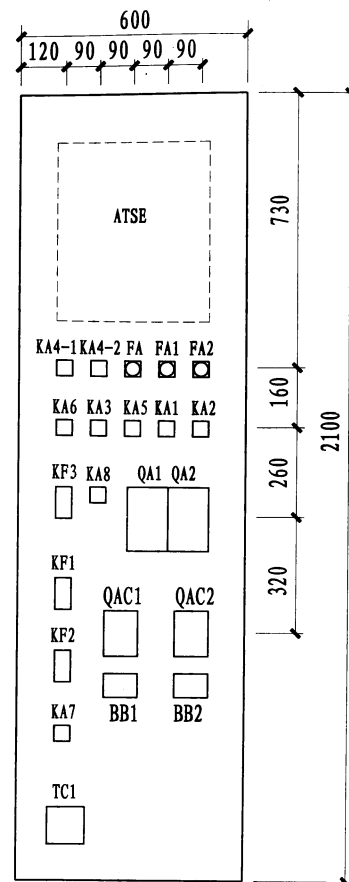 600
120 90 90 90 90
730
ATSE
KA4-1 KA4-2 FA FA1 FA2
160
KA6 KA3 KA5 KA1 KA2
2100
260
KF3 KA8 QA1 QA2
320
KF1
QAC1 QAC2
KF2
BB1 BB2
KA7
TC1